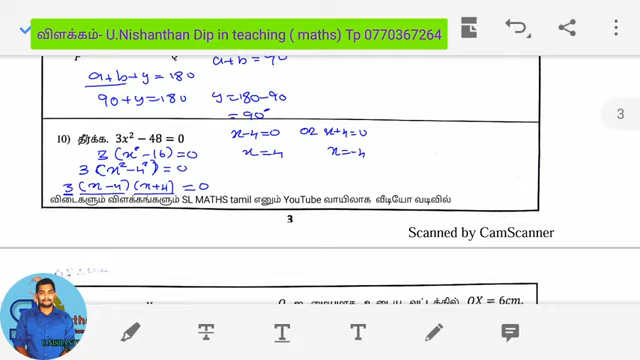 விளக்கம்- U.Nishanthan Dip in teaching ( maths) Tp 0770367264
a+b = 90
a+b+y = 180
90+y=180 y=180-90
= 90°
10) தீர்க்க. 3x² − 48 = 0
x-4=0 or x+4=0
3(x²-16)=0 x=4 x=-4
3(x²-4²)=0
3(x-4)(x+4)=0
விடைகளும் விளக்கங்களும் SL MATHS tamil எனும் YouTube வாயிலாக வீடியோ வடிவில்
3
3
Scanned by CamScanner
OX = 6cm.